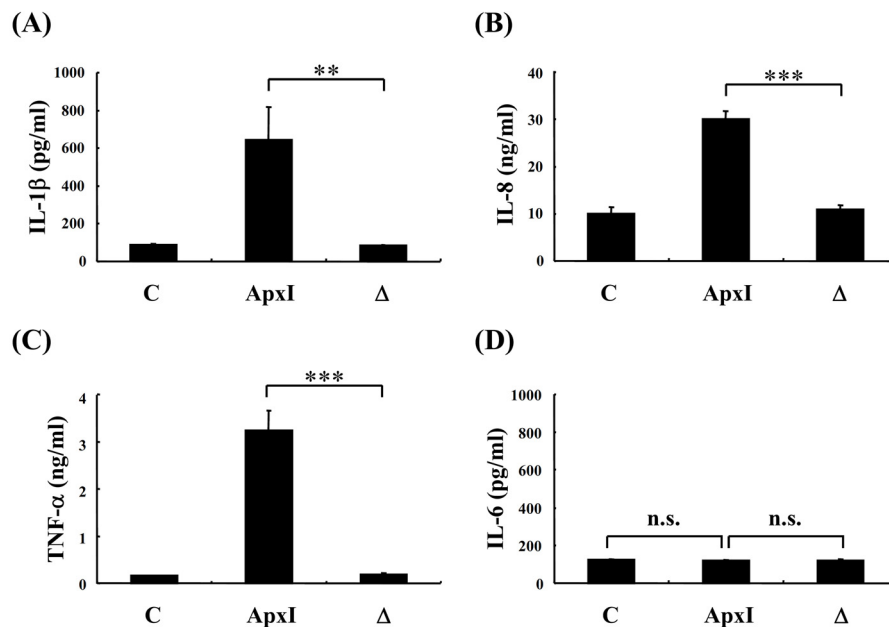 (A)
IL-1β (pg/ml)
1000
800
600
400
200
0
**
C ApxI Δ
(B)
IL-8 (ng/ml)
40
30
20
10
0
***
C ApxI Δ
(C)
TNF-α (ng/ml)
4
3
2
1
0
***
C ApxI Δ
(D)
IL-6 (pg/ml)
1000
800
600
400
200
0
n.s. n.s.
C ApxI Δ